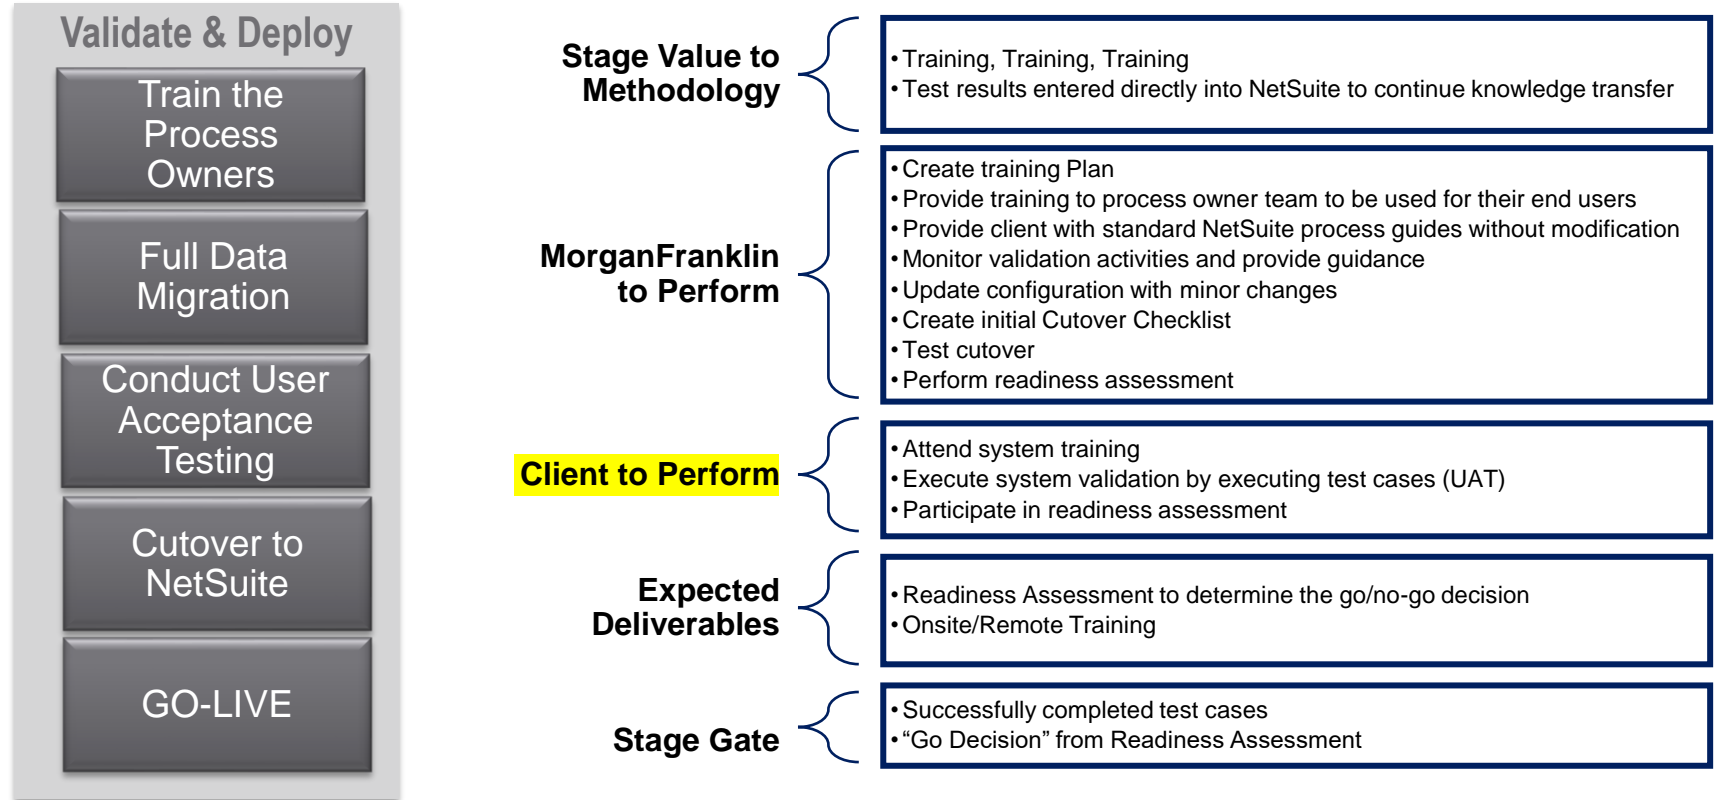 Validate & Deploy
Train the
Process
Owners
Full Data
Migration
Conduct User
Acceptance
Testing
Cutover to
NetSuite
GO-LIVE
Stage Value to
Methodology
•Training, Training, Training
•Test results entered directly into NetSuite to continue knowledge transfer
MorganFranklin
to Perform
•Create training Plan
•Provide training to process owner team to be used for their end users
•Provide client with standard NetSuite process guides without modification
•Monitor validation activities and provide guidance
•Update configuration with minor changes
•Create initial Cutover Checklist
•Test cutover
•Perform readiness assessment
Client to Perform
•Attend system training
•Execute system validation by executing test cases (UAT)
•Participate in readiness assessment
Expected
Deliverables
•Readiness Assessment to determine the go/no-go decision
•Onsite/Remote Training
Stage Gate
•Successfully completed test cases
•“Go Decision” from Readiness Assessment